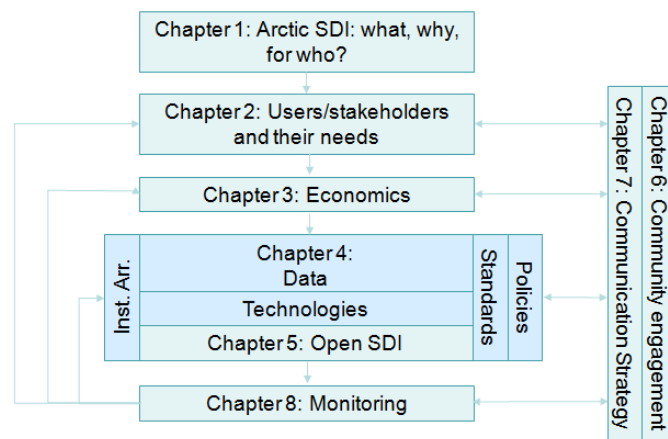 Chapter 1: Arctic SDI: what, why,
for who?
Chapter 2: Users/stakeholders
and their needs
Chapter 3: Economics
Inst. Arr.
Chapter 4:
Data
Technologies
Chapter 5: Open SDI
Standards
Policies
Chapter 8: Monitoring
Chapter 7: Communication Strategy
Chapter 6: Community engagement